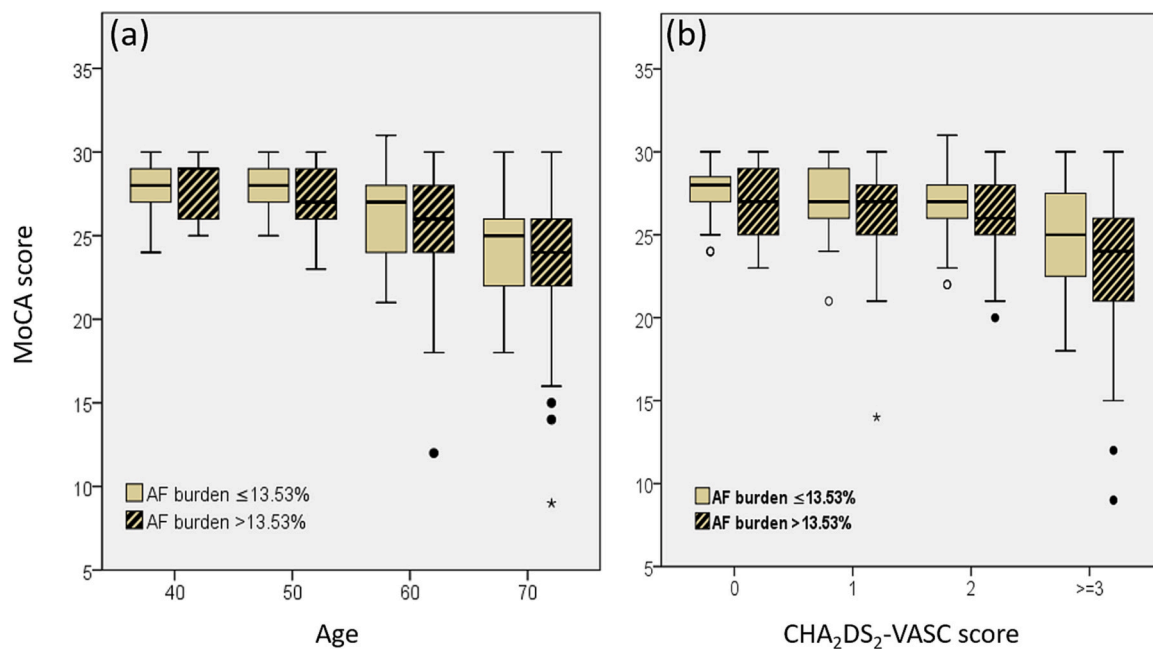 (a)
MoCA score
35
30
25
20
15
10
5
AF burden ≤13.53%
AF burden >13.53%
40 50 60 70
Age
(b)
35
30
25
20
15
10
5
AF burden ≤13.53%
AF burden >13.53%
0 1 2 >=3
CHA₂DS₂-VASC score